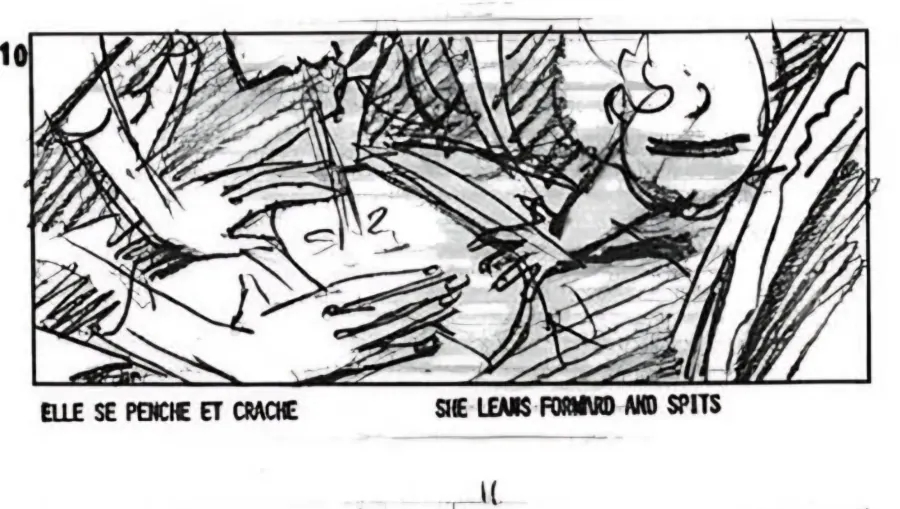 10
ELLE SE PENCHE ET CRACHE
SHE LEANS FORWARD AND SPITS
11